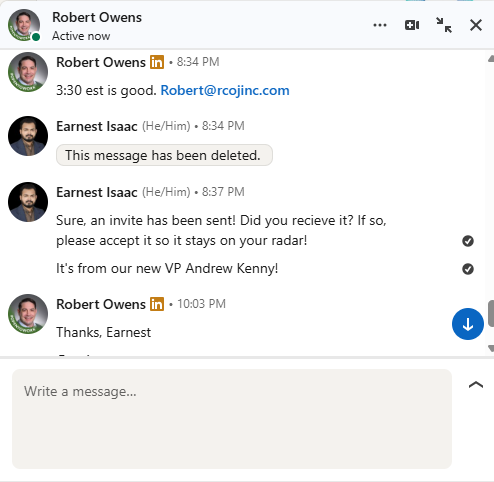 Robert Owens
Active now
Robert Owens in • 8:34 PM
3:30 est is good. Robert@rcojinc.com
Earnest Isaac (He/Him) • 8:34 PM
This message has been deleted.
Earnest Isaac (He/Him) • 8:37 PM
Sure, an invite has been sent! Did you recieve it? If so,
please accept it so it stays on your radar!
It's from our new VP Andrew Kenny!
Robert Owens in • 10:03 PM
Thanks, Earnest
Write a message...